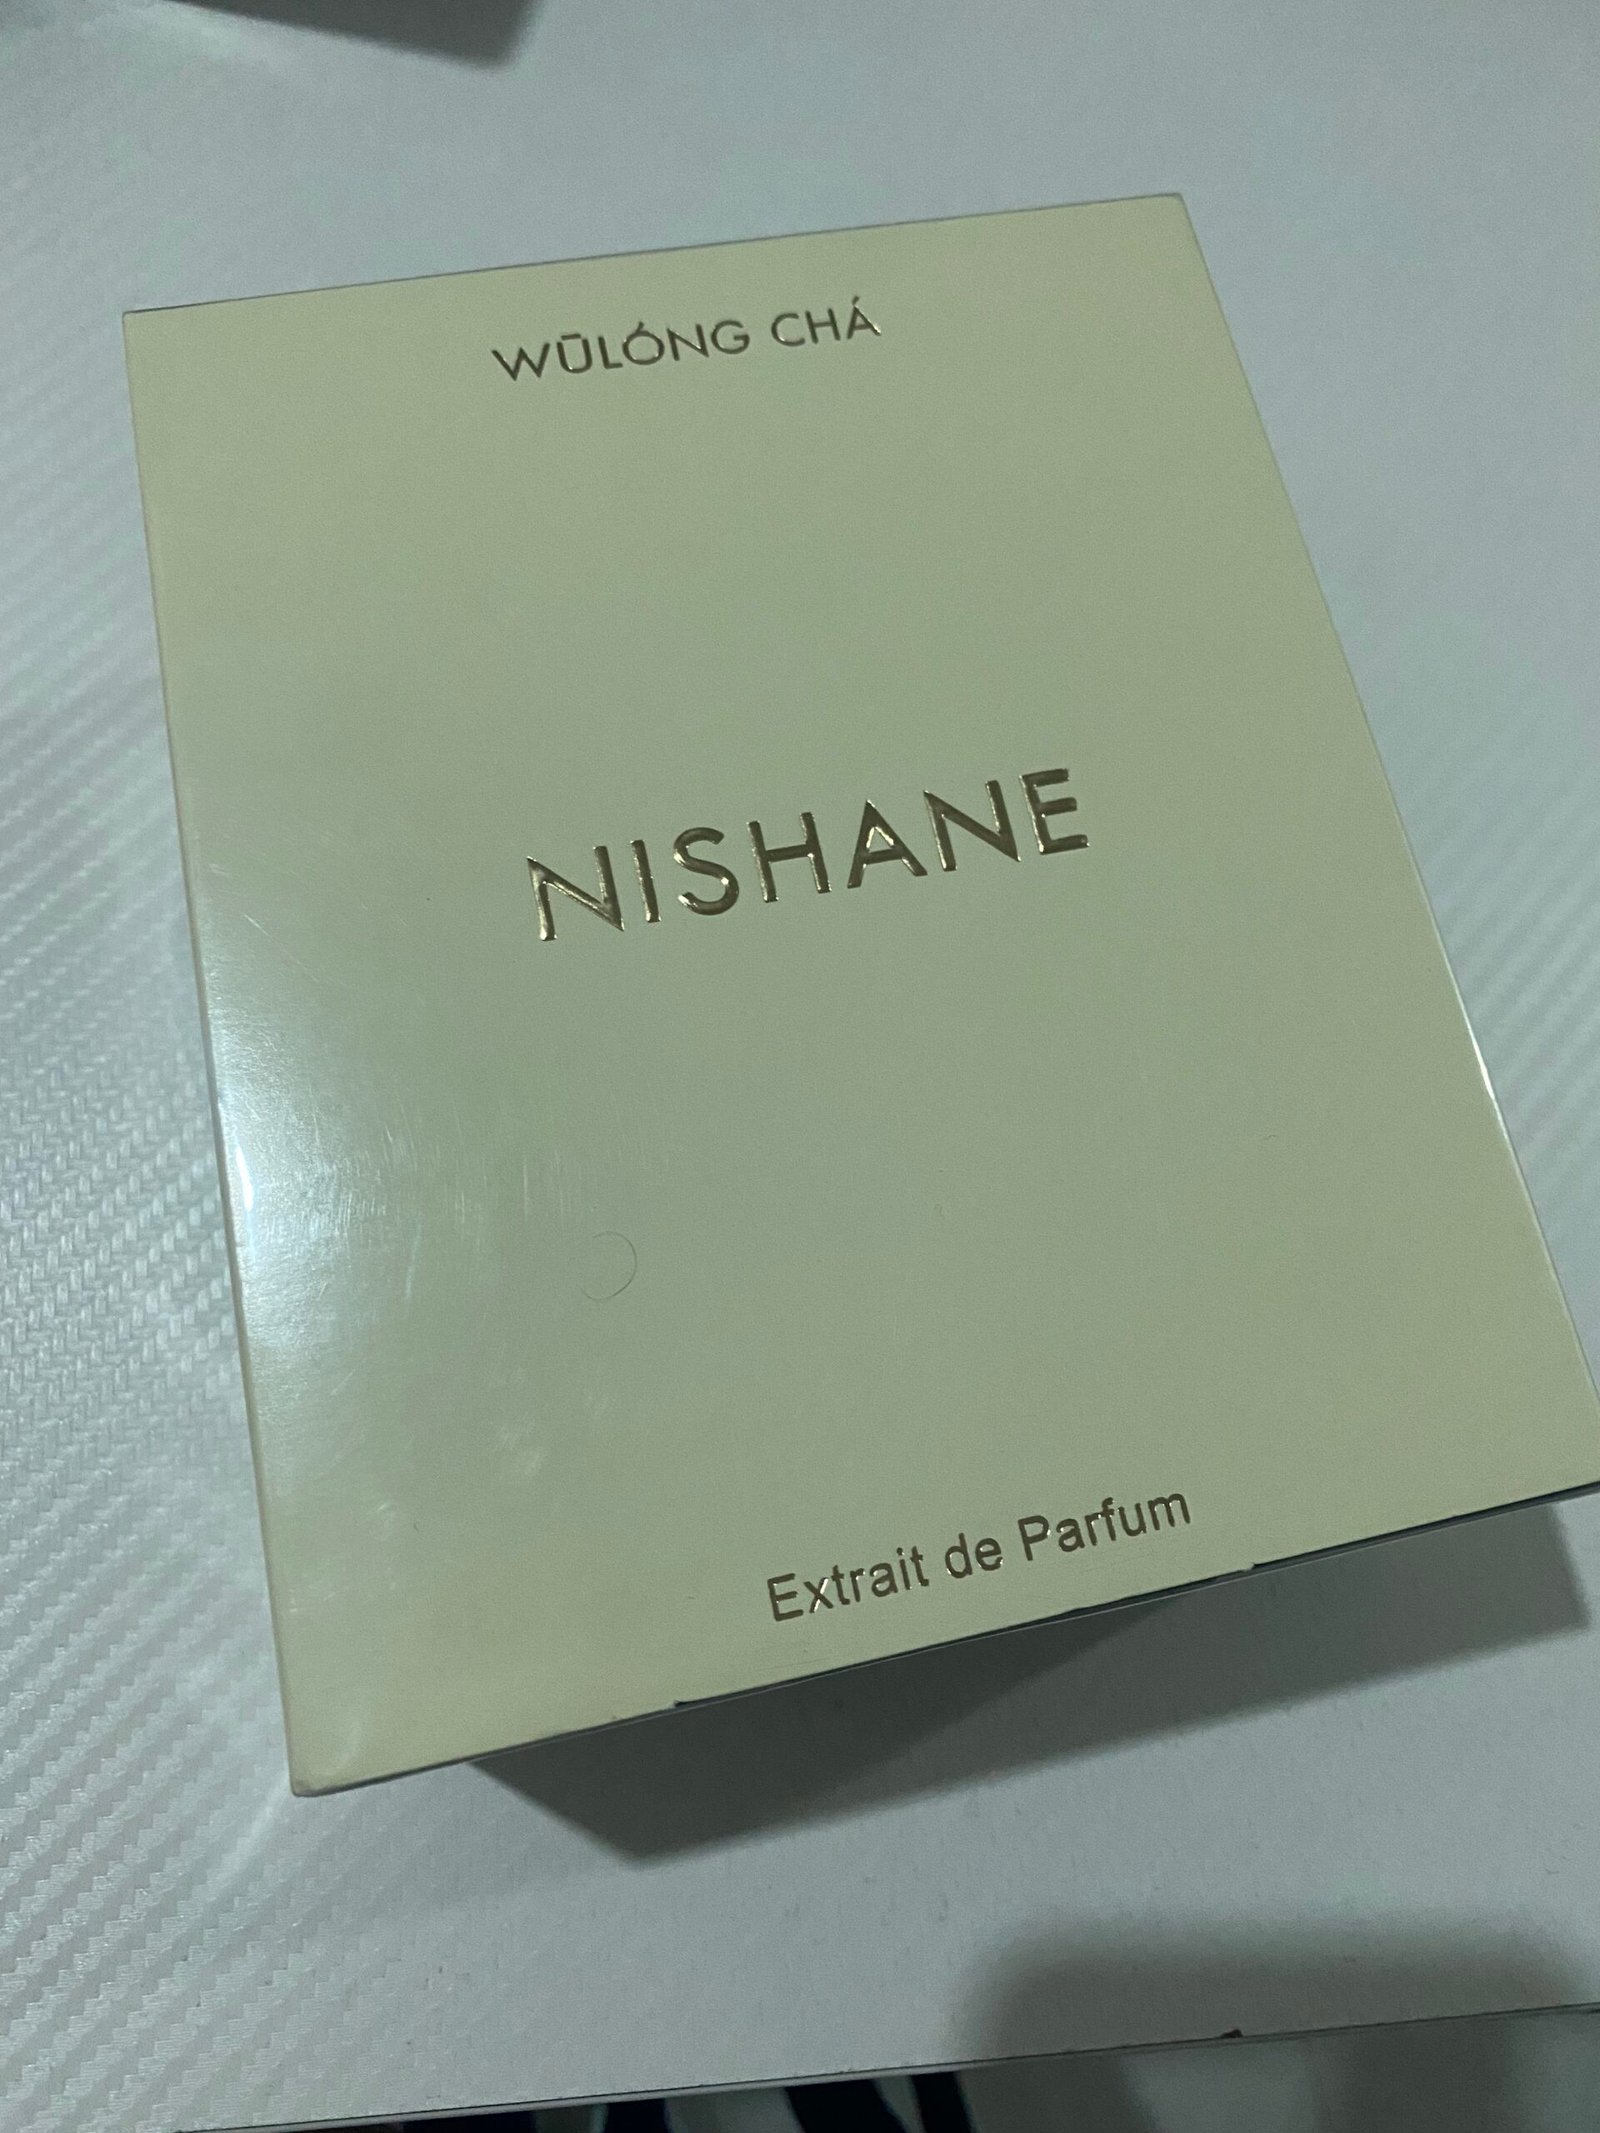 WŪLÓNG CHÁ
NISHANE
Extrait de Parfum